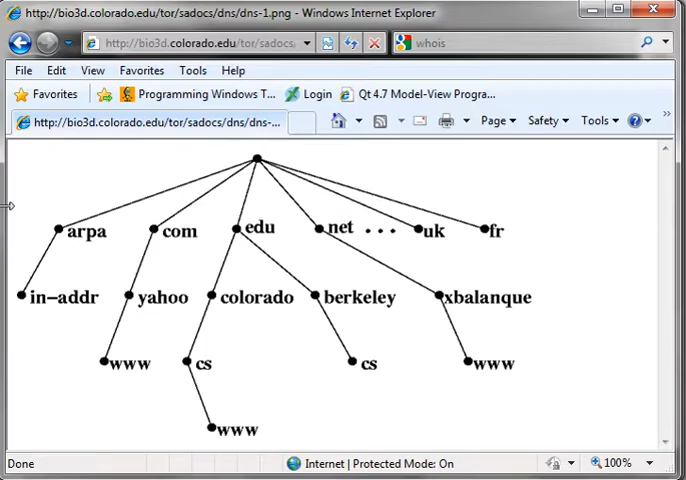 http://bio3d.colorado.edu/tor/sadocs/dns/dns-1.png - Windows Internet Explorer
http://bio3d.colorado.edu/tor/sadocs, whois
File Edit View Favorites Tools Help
Favorites Programming Windows T... Login Qt 4.7 Model-View Progra...
http://bio3d.colorado.edu/tor/sadocs/dns/dns-... Page Safety Tools
arpa com edu net ... uk fr
in-addr yahoo colorado berkeley xbalanque
www cs cs www
www
Done Internet | Protected Mode: On 100%